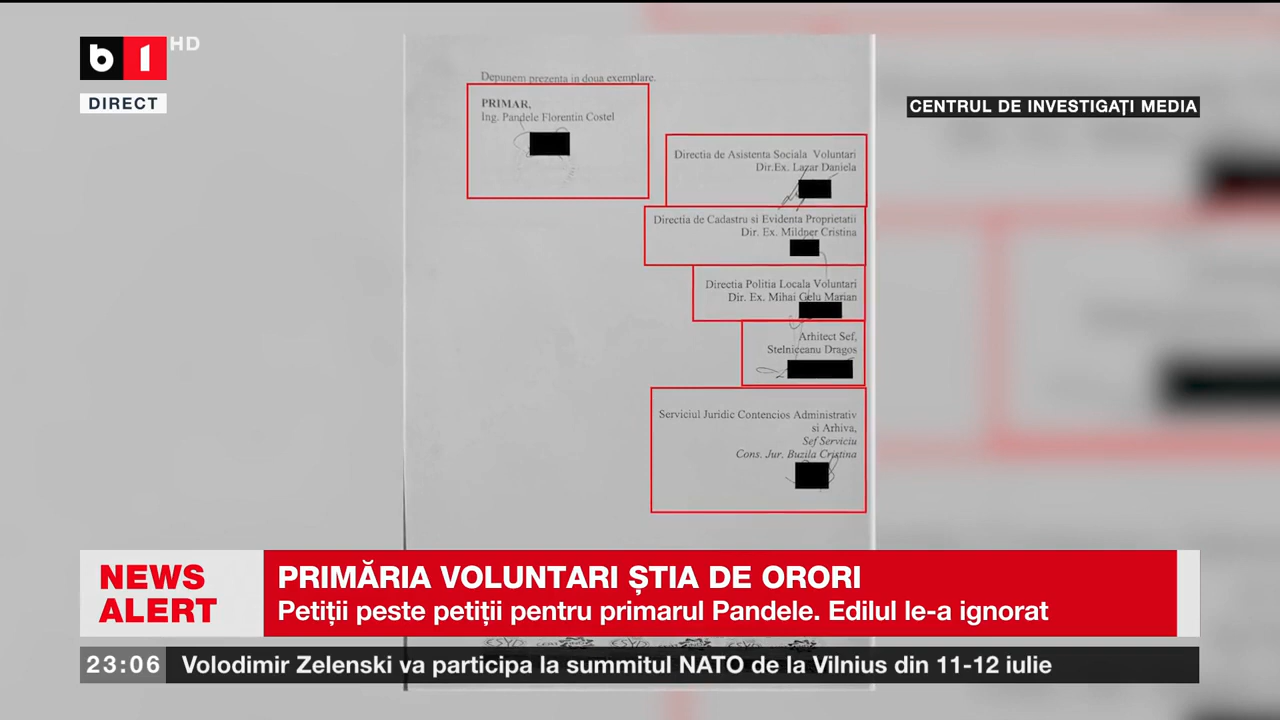 b1 HD
DIRECT
CENTRUL DE INVESTIGAȚI MEDIA
Depunem prezenta in doua exemplare.
PRIMAR,
Ing. Pandele Florentin Costel
Directia de Asistenta Sociala Voluntari
Dir.Ex. Lazar Daniela
Directia de Cadastru si Evidenta Proprietatii
Dir. Ex. Mildner Cristina
Directia Politia Locala Voluntari
Dir. Ex. Mihai Gelu Marian
Arhitect Sef,
Stelniceanu Dragos
Serviciul Juridic Contencios Administrativ
si Arhiva,
Sef Serviciu
Cons. Jur. Buzila Cristina
NEWS
ALERT
PRIMĂRIA VOLUNTARI ȘTIA DE ORORI
Petiții peste petiții pentru primarul Pandele. Edilul le-a ignorat
23:06 Volodimir Zelenski va participa la summitul NATO de la Vilnius din 11-12 iulie